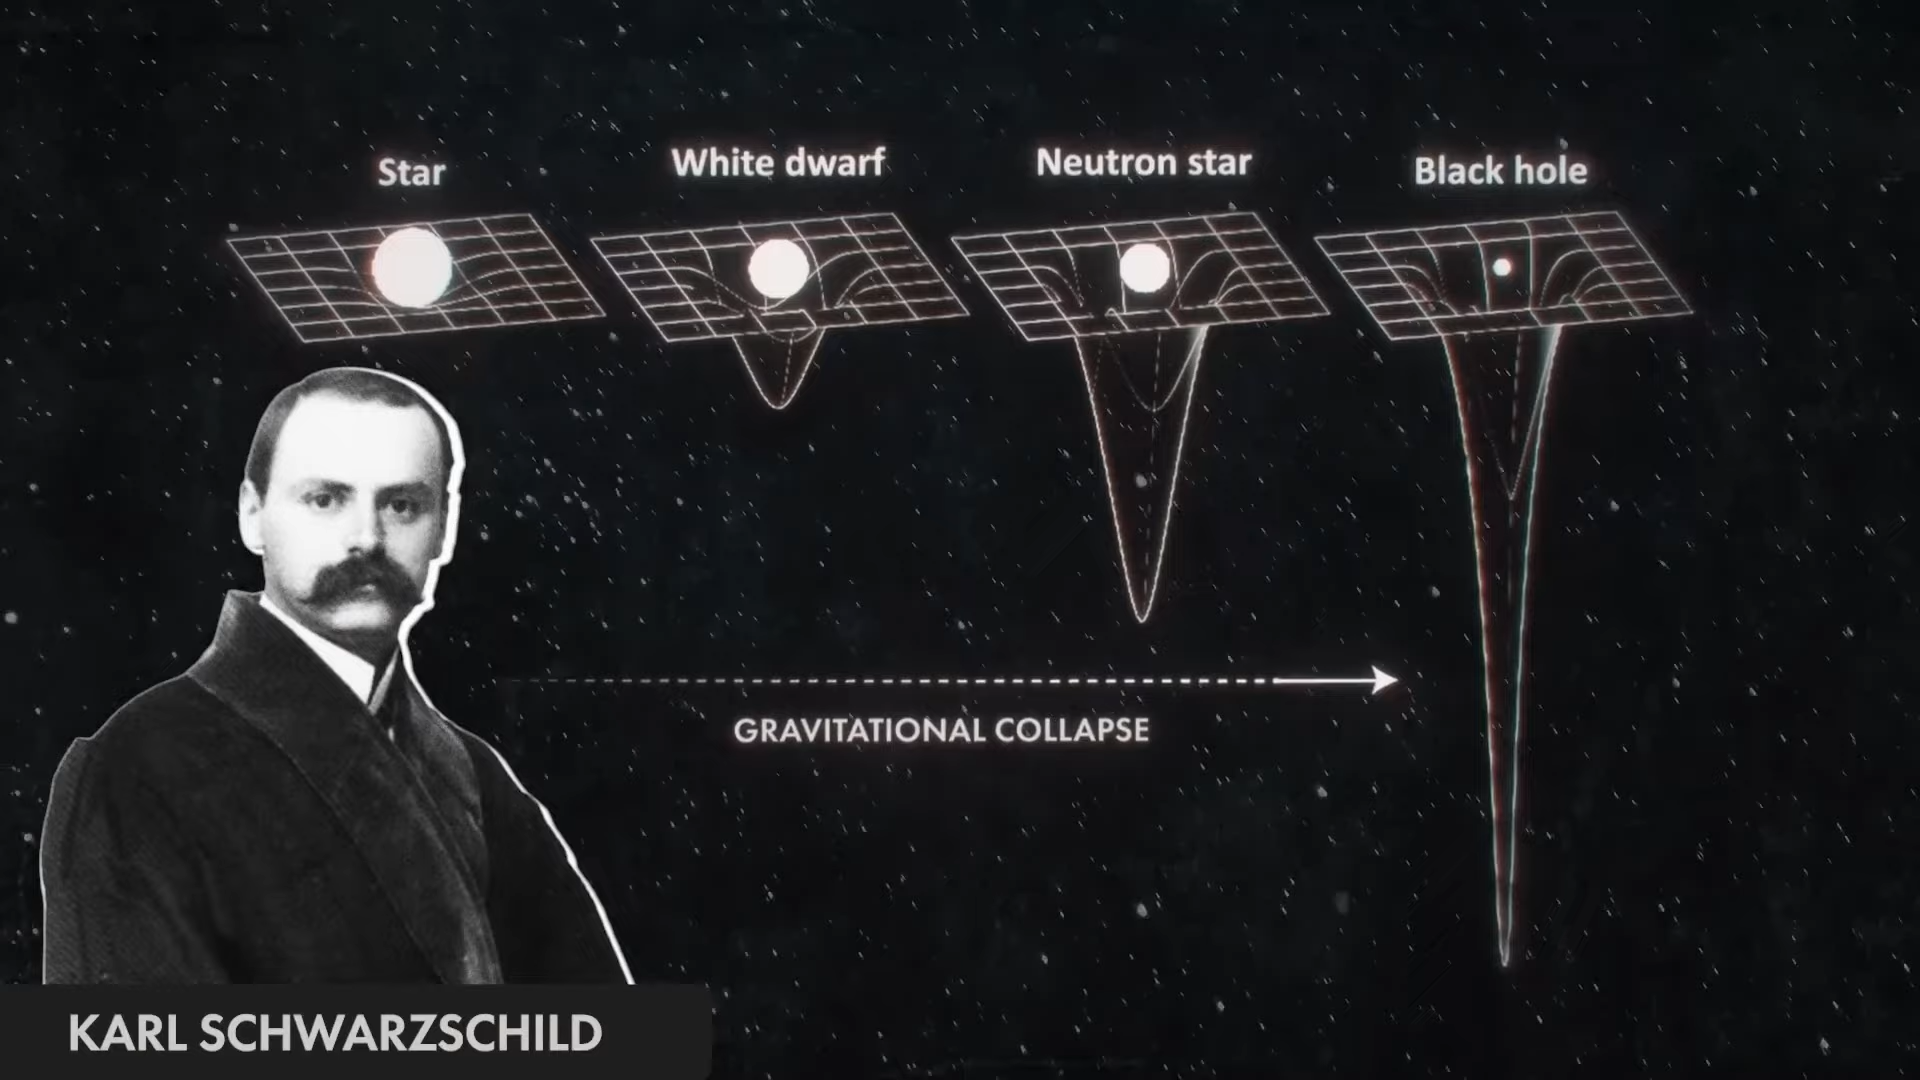 Star
White dwarf
Neutron star
Black hole
GRAVITATIONAL COLLAPSE
KARL SCHWARZSCHILD